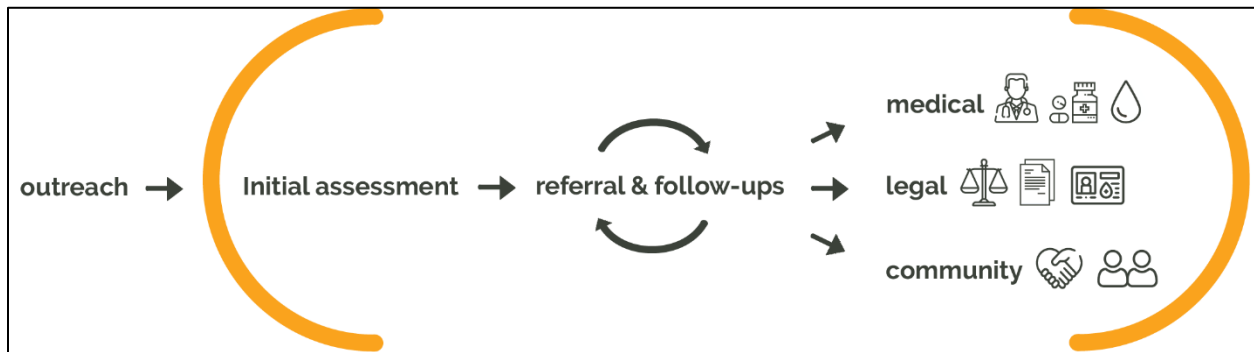 outreach
Initial assessment
referral & follow-ups
medical
legal
community